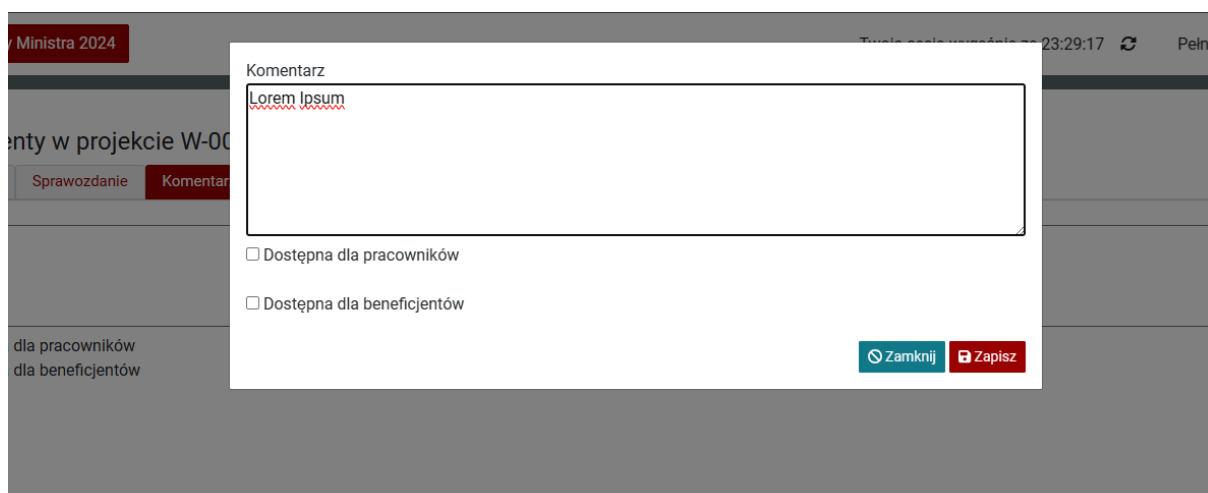 y Ministra 2024
23:29:17 Pełn
Komentarz
Lorem Ipsum
enty w projekcie W-00
Sprawozdanie Komentar
Dostępna dla pracowników
Dostępna dla beneficjentów
dla pracowników
dla beneficjentów
Zamknij Zapisz